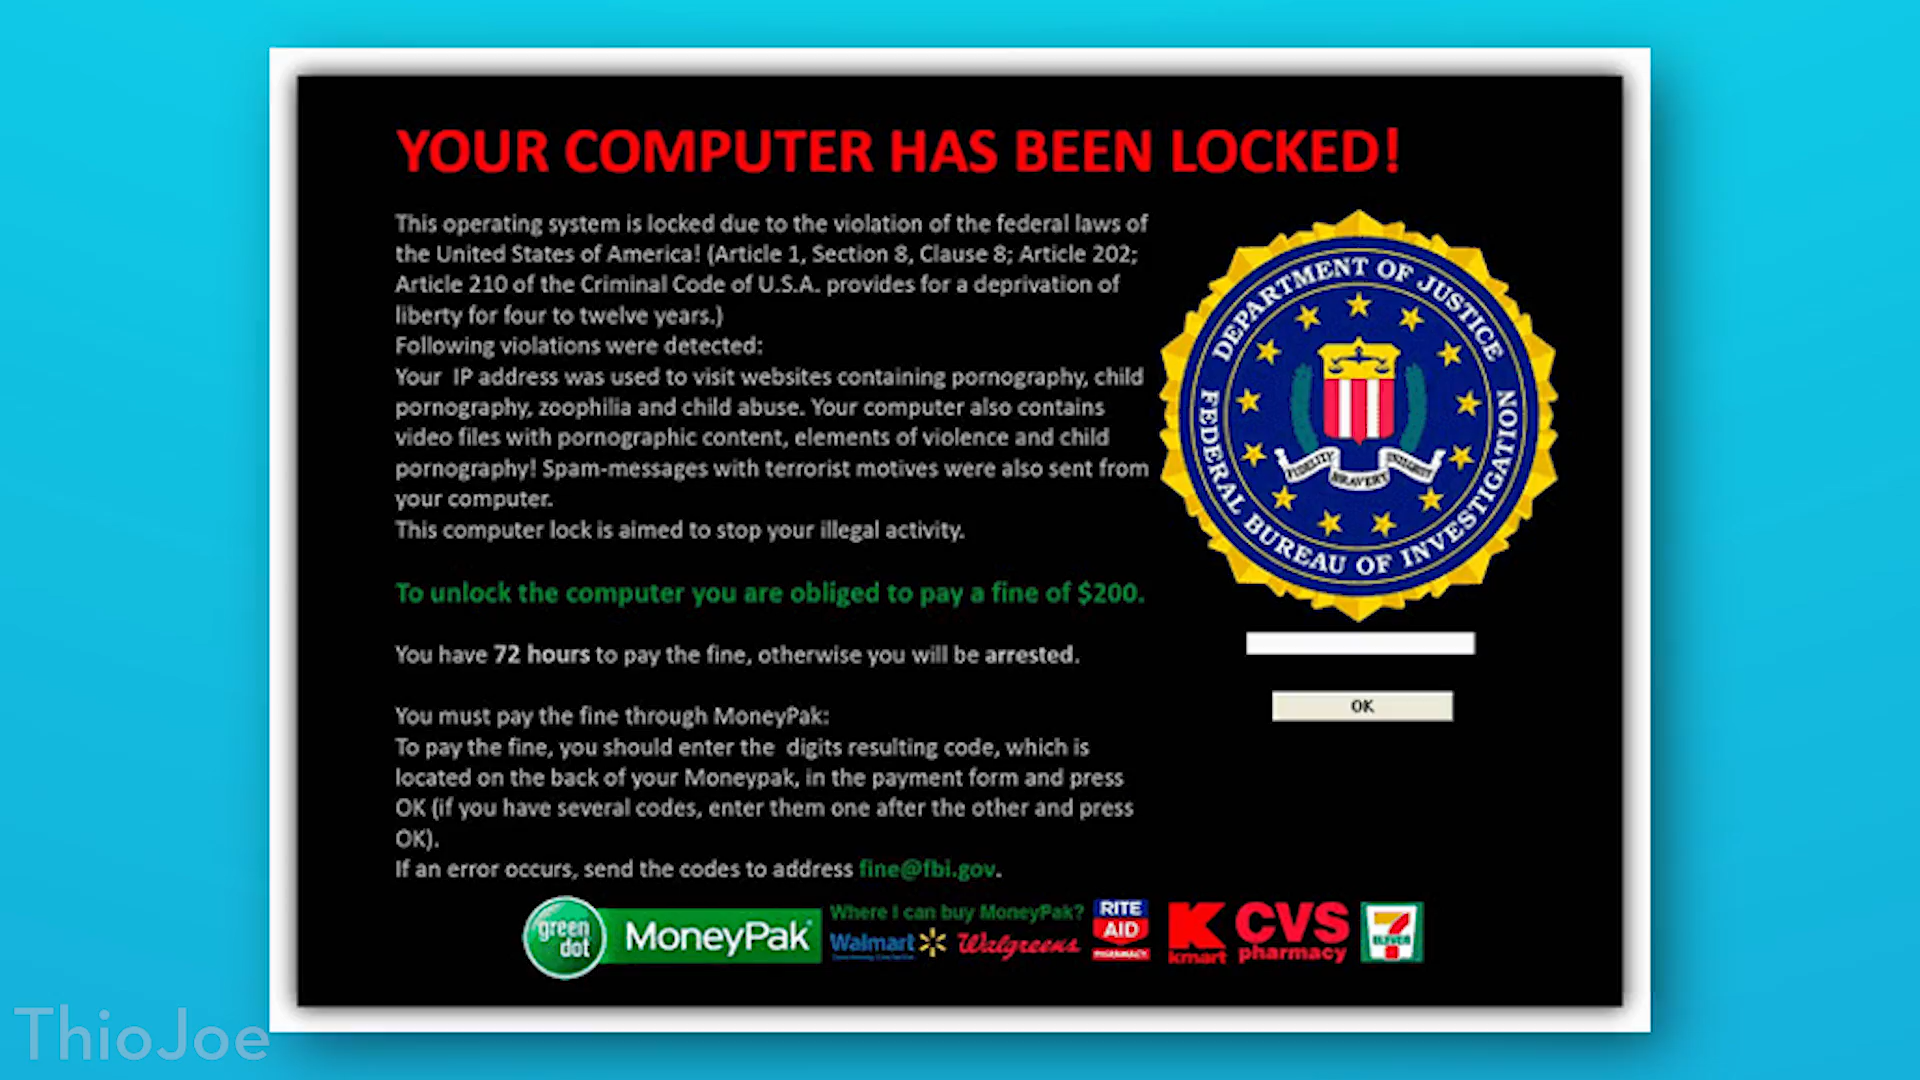 YOUR COMPUTER HAS BEEN LOCKED!
This operating system is locked due to the violation of the federal laws of
the United States of America! (Article 1, Section 8, Clause 8; Article 202;
Article 210 of the Criminal Code of U.S.A. provides for a deprivation of
liberty for four to twelve years.)
Following violations were detected:
Your IP address was used to visit websites containing pornography, child
pornography, zoophilia and child abuse. Your computer also contains
video files with pornographic content, elements of violence and child
pornography! Spam-messages with terrorist motives were also sent from
your computer.
This computer lock is aimed to stop your illegal activity.
To unlock the computer you are obliged to pay a fine of $200.
You have 72 hours to pay the fine, otherwise you will be arrested.
You must pay the fine through MoneyPak:
To pay the fine, you should enter the digits resulting code, which is
located on the back of your Moneypak, in the payment form and press
OK (if you have several codes, enter them one after the other and press
OK).
If an error occurs, send the codes to address fine@fbi.gov.
DEPARTMENT OF JUSTICE
FEDERAL BUREAU OF INVESTIGATION
FIDELITY BRAVERY INTEGRITY
OK
green
dot
MoneyPak
Where I can buy MoneyPak?
Walmart
Walgreens
RITE
AID
PHARMACY
K
kmart
CVS
pharmacy
7
ELEVEN
ThioJoe